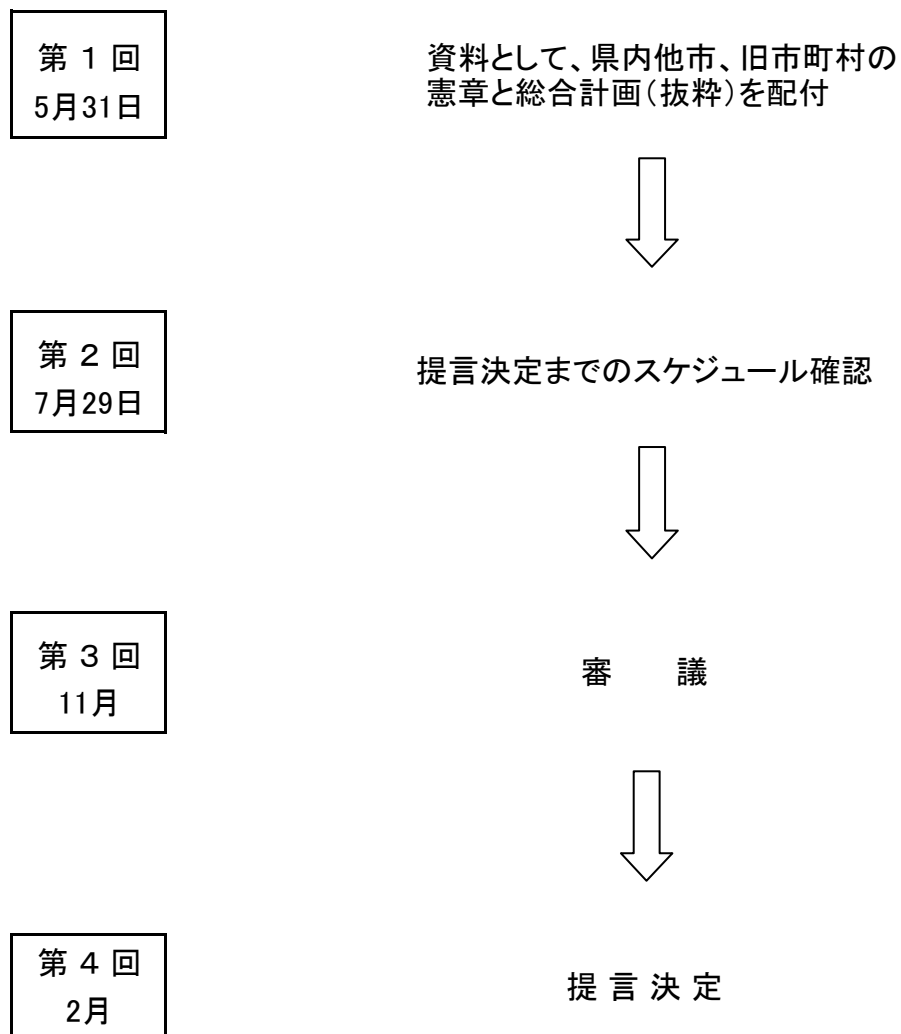 第 1 回
5月31日
資料として、県内他市、旧市町村の
憲章と総合計画（抜粋）を配付
第 2 回
7月29日
提言決定までのスケジュール確認
第 3 回
11月
審　　議
第 4 回
2月
提 言 決 定